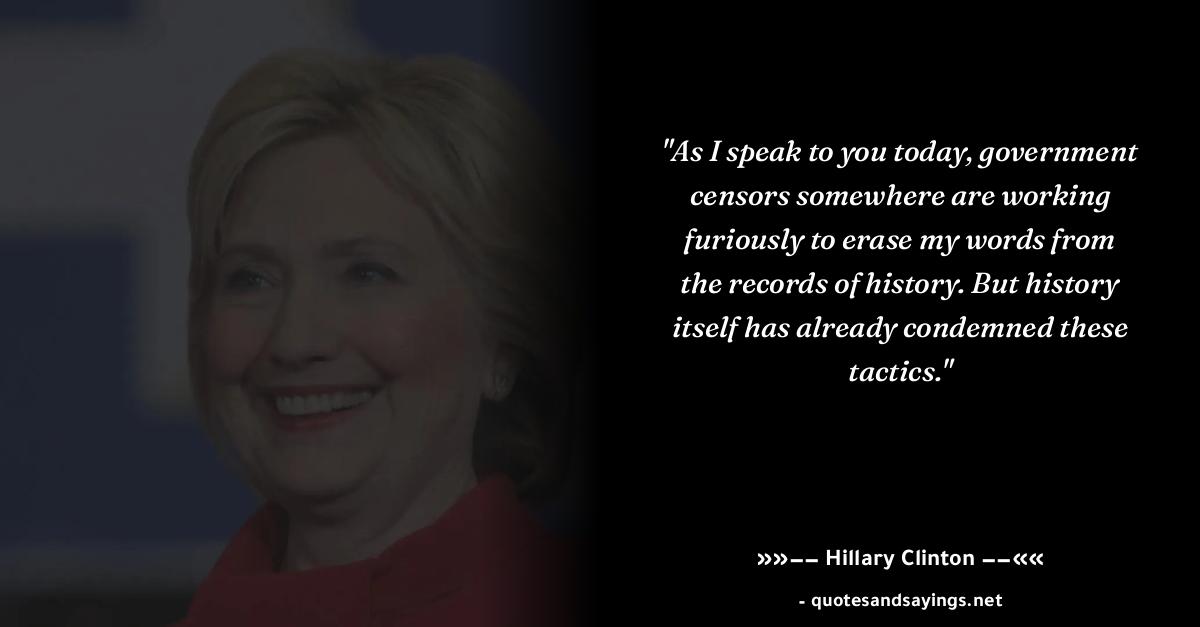 "As I speak to you today, government
censors somewhere are working
furiously to erase my words from
the records of history. But history
itself has already condemned these
tactics."
»»–– Hillary Clinton ––««
- quotesandsayings.net